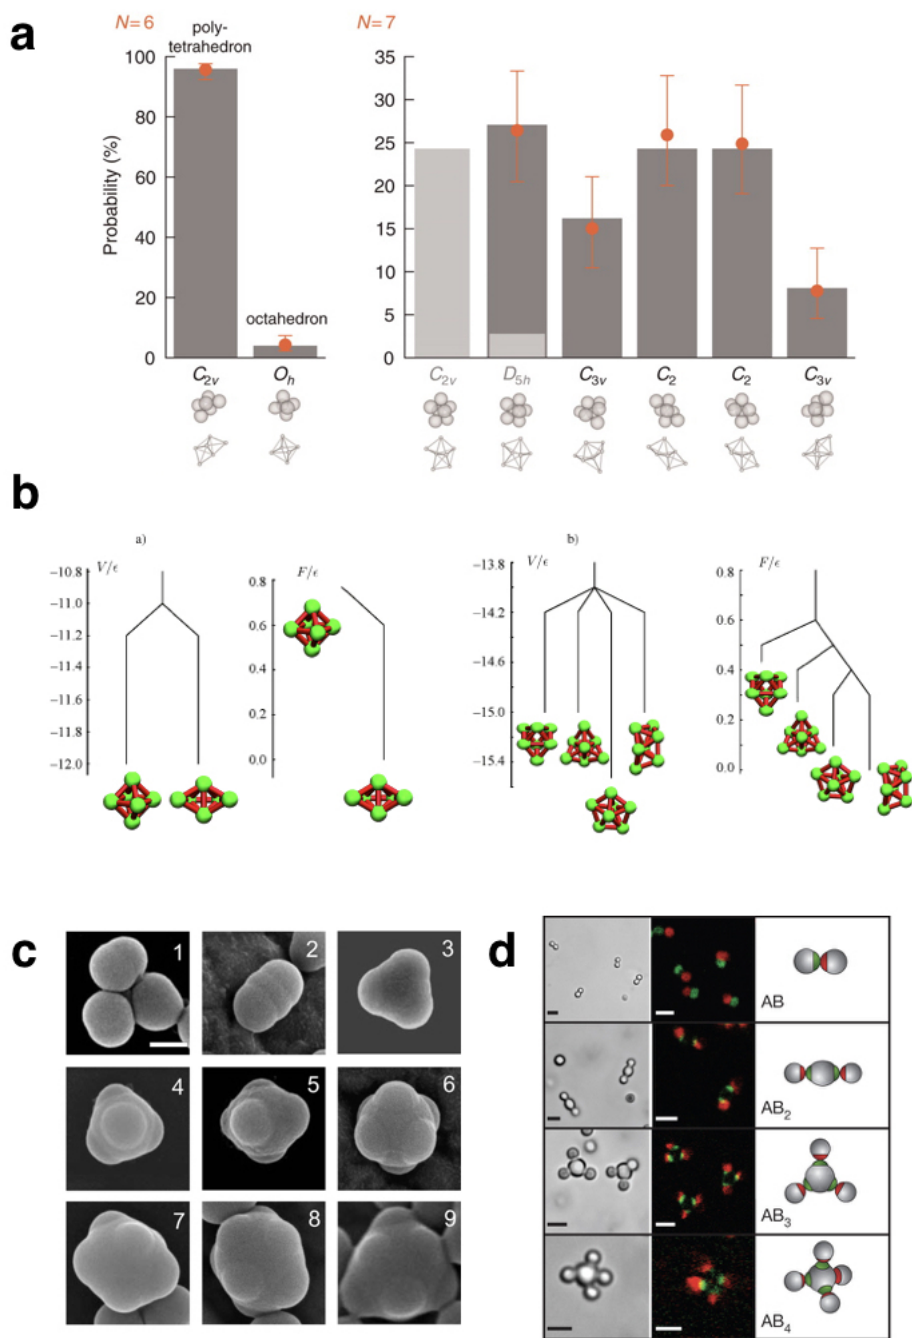 a
N=6
N=7
poly-
tetrahedron
octahedron
Probability (%)
100
80
60
40
20
0
35
30
25
20
15
10
5
0
C2v
Oh
C2v
D5h
C3v
C2
C2
C3v
b
a)
V/ϵ
−10.8
−11.0
−11.2
−11.4
−11.6
−11.8
−12.0
F/ϵ
0.8
0.6
0.4
0.2
0.0
b)
V/ϵ
−13.8
−14.2
−14.6
−15.0
−15.4
F/ϵ
0.8
0.6
0.4
0.2
0.0
c
1
2
3
4
5
6
7
8
9
d
AB
AB2
AB3
AB4